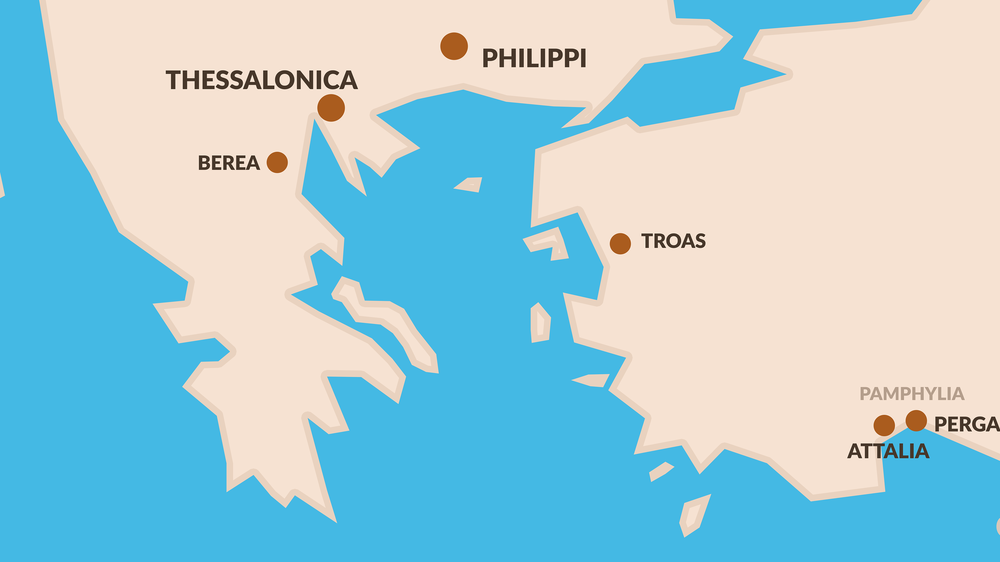 PHILIPPI
THESSALONICA
BEREA
TROAS
PAMPHYLIA
PERGA
ATTALIA